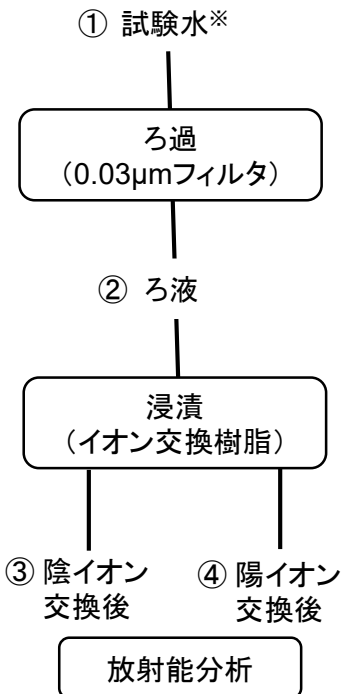 ① 試験水※
ろ過
（0.03μmフィルタ）
② ろ液
浸漬
（イオン交換樹脂）
③ 陰イオン
交換後
④ 陽イオン
交換後
放射能分析